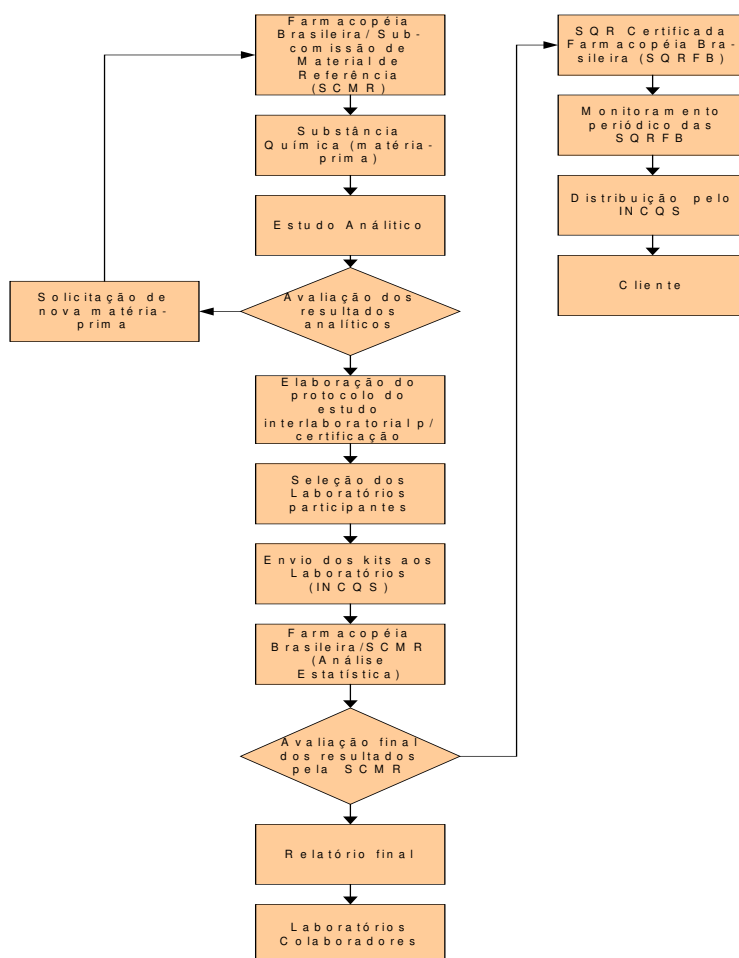 Farmacopéia
Brasileira/ Sub-
comissão de
Material de
Referência
(SCMR)
Substância
Química (matéria-
prima)
Estudo Análitico
Avaliação dos
resultados
analíticos
Solicitação de
nova matéria-
prima
Elaboração do
protocolo do
estudo
interlaboratorial p/
certificação
Seleção dos
Laboratórios
participantes
Envio dos kits aos
Laboratórios
(INCQS)
Farmacopéia
Brasileira/SCMR
(Análise
Estatística)
Avaliação final
dos resultados
pela SCMR
Relatório final
Laboratórios
Colaboradores
SQR Certificada
Farmacopéia Bra-
sileira (SQRFB)
Monitoramento
periódico das
SQRFB
Distribuição pelo
INCQS
Cliente